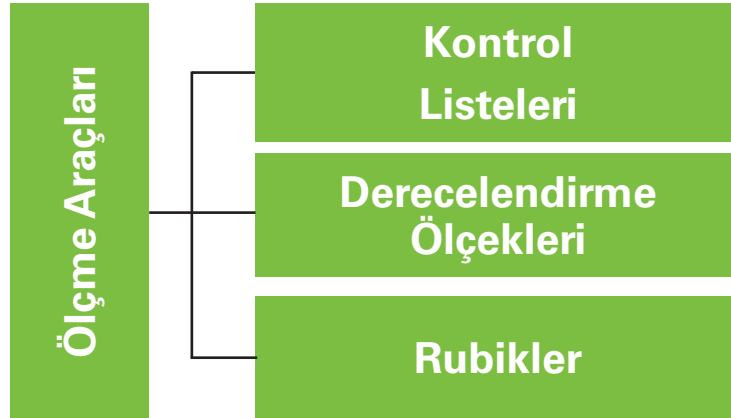 Ölçme Araçları
Kontrol
Listeleri
Derecelendirme
Ölçekleri
Rubikler